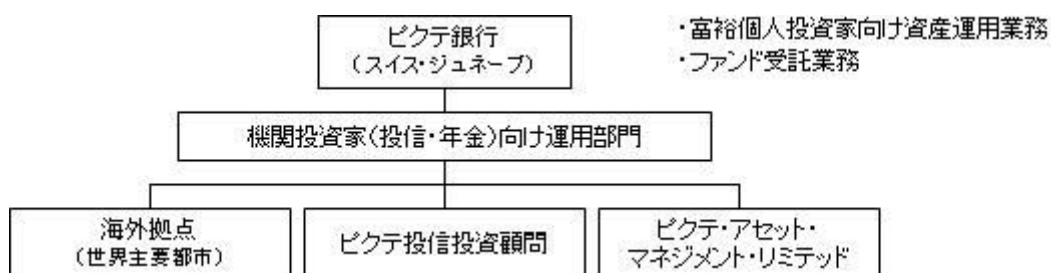 ピクテ銀行
(スイス・ジュネーブ)
・富裕個人投資家向け資産運用業務
・ファンド受託業務
機関投資家(投信・年金)向け運用部門
海外拠点
(世界主要都市)
ピクテ投信投資顧問
ピクテ・アセット・
マネジメント・リミテッド